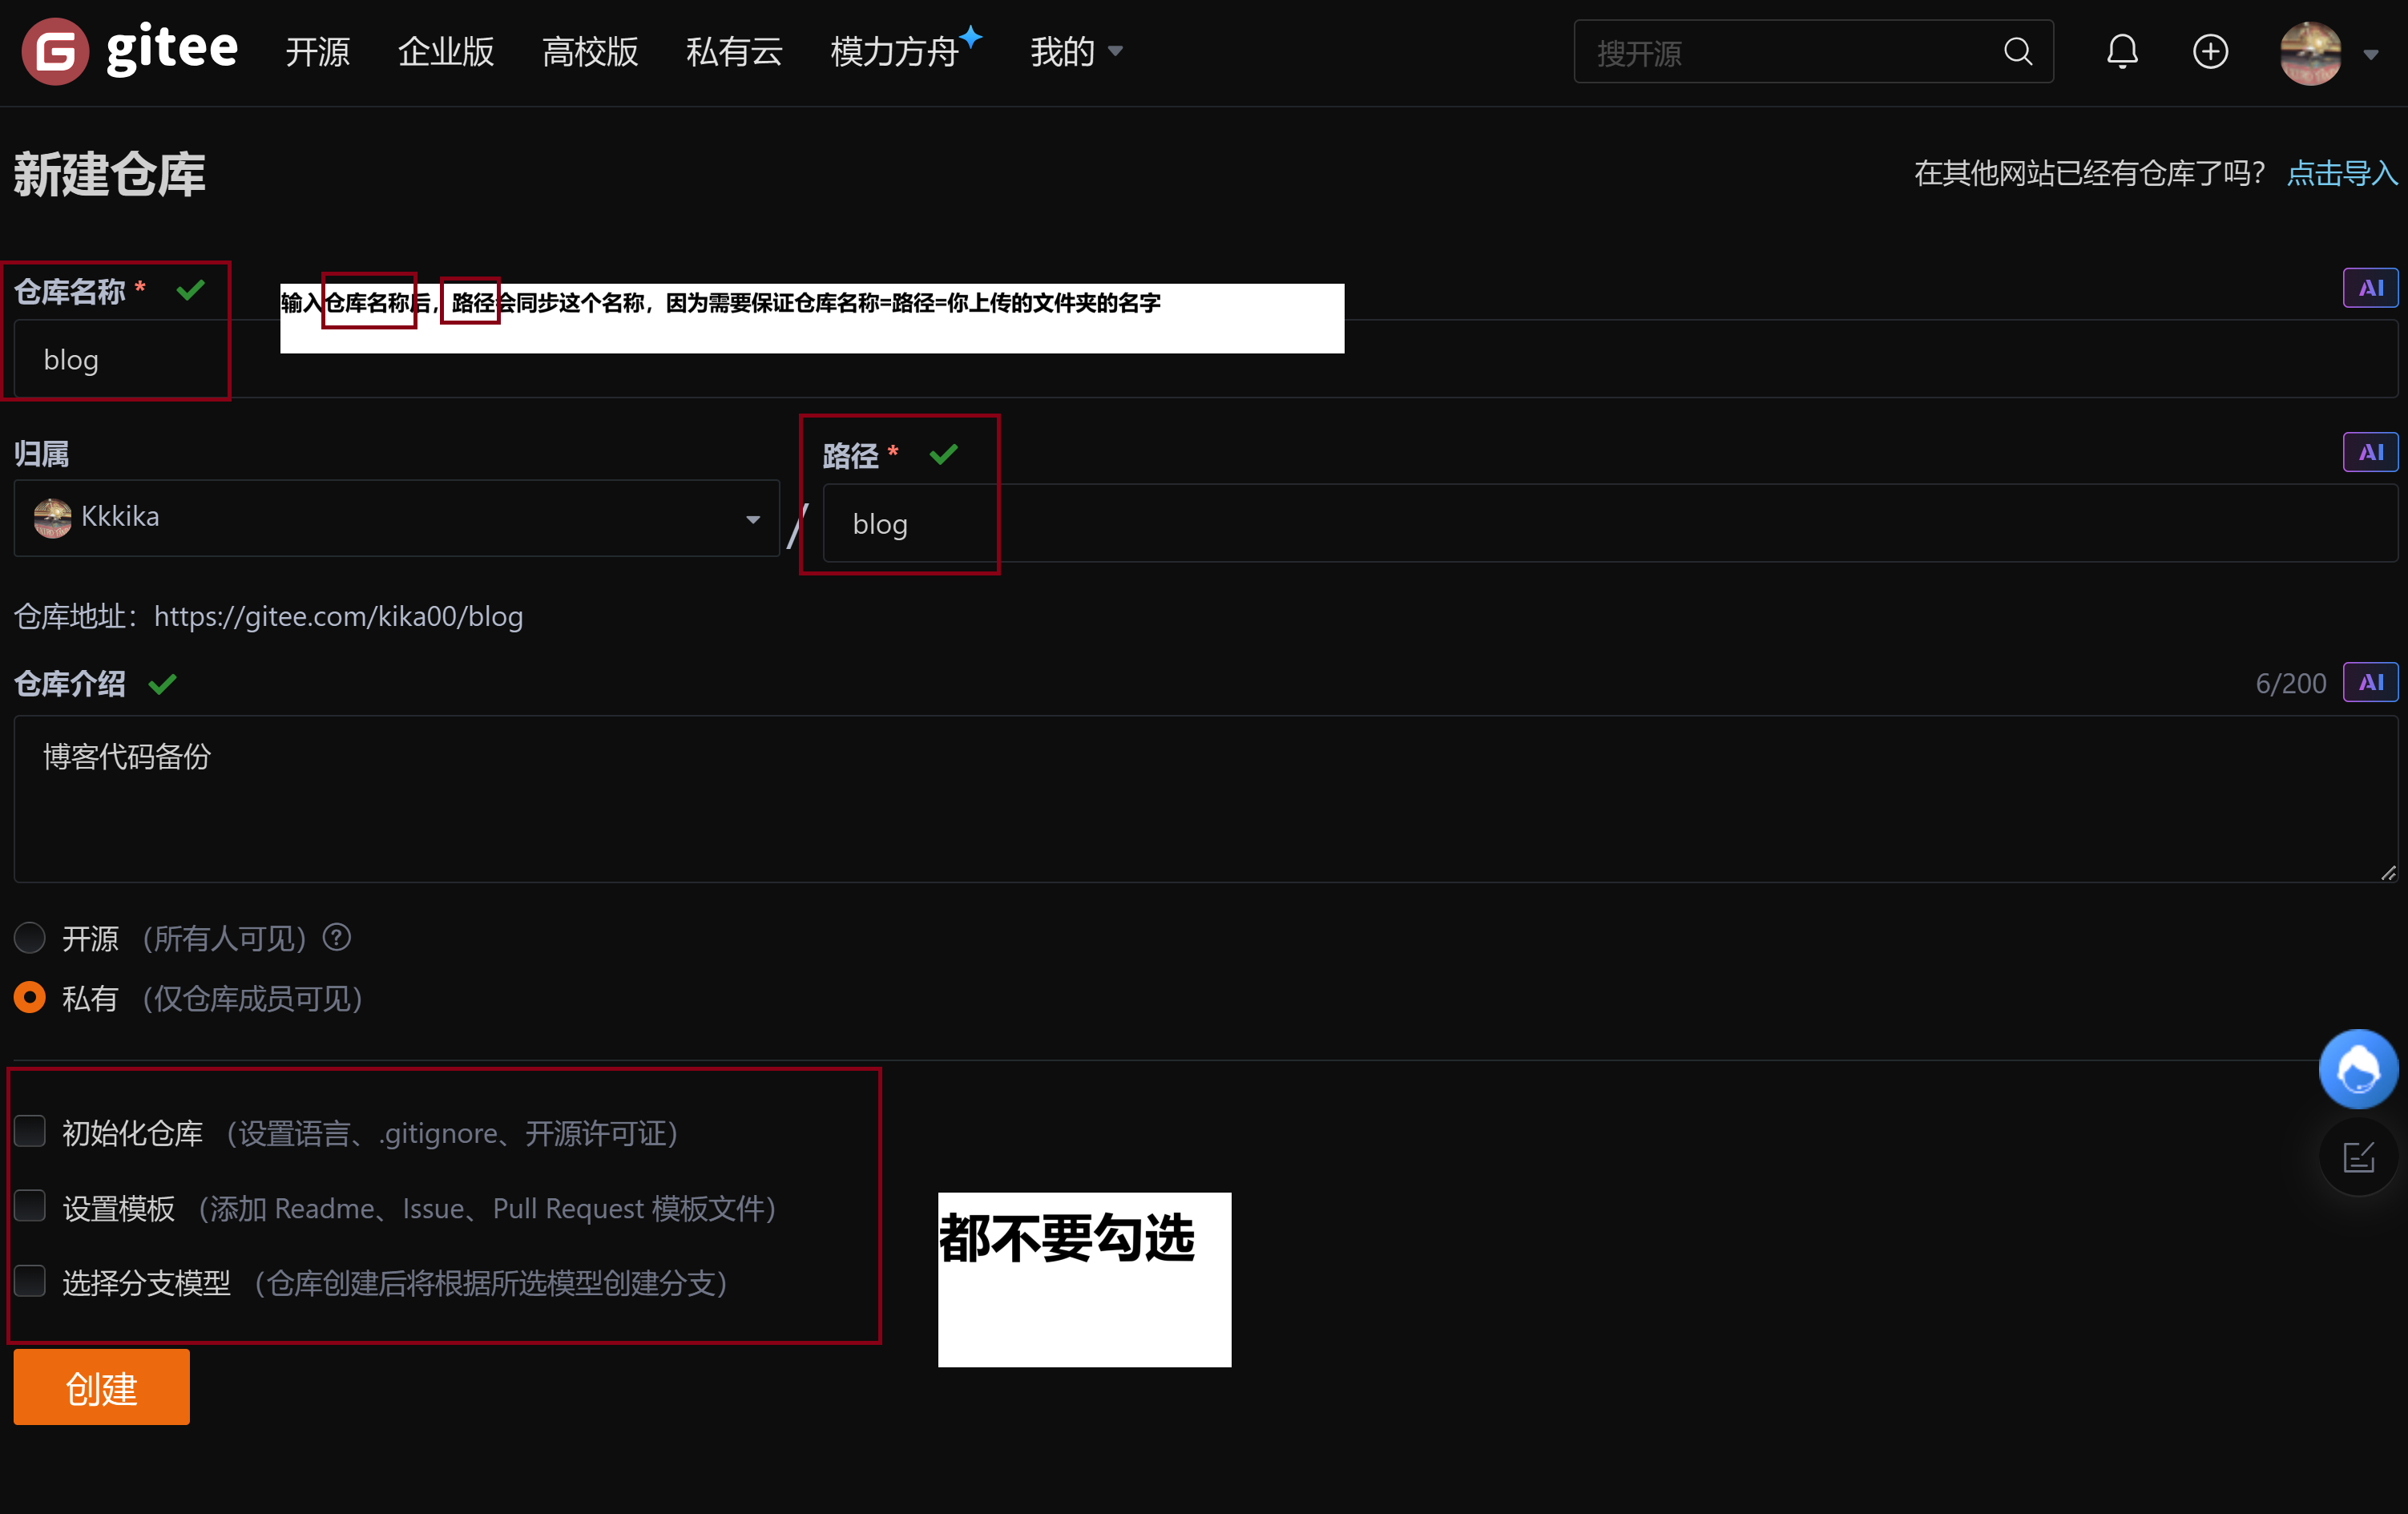 gitee 开源 企业版 高校版 私有云 模力方舟 我的 搜开源
新建仓库 在其他网站已经有仓库了吗？ 点击导入
仓库名称 *
输入仓库名称后，路径会同步这个名称，因为需要保证仓库名称=路径=你上传的文件夹的名字
AI
blog
归属
路径 *
AI
Kkkika / blog
仓库地址：https://gitee.com/kika00/blog
仓库介绍 6/200 AI
博客代码备份
开源 （所有人可见） ?
私有 （仅仓库成员可见）
初始化仓库 （设置语言、.gitignore、开源许可证）
设置模板 （添加 Readme、Issue、Pull Request 模板文件）
都不要勾选
选择分支模型 （仓库创建后将根据所选模型创建分支）
创建